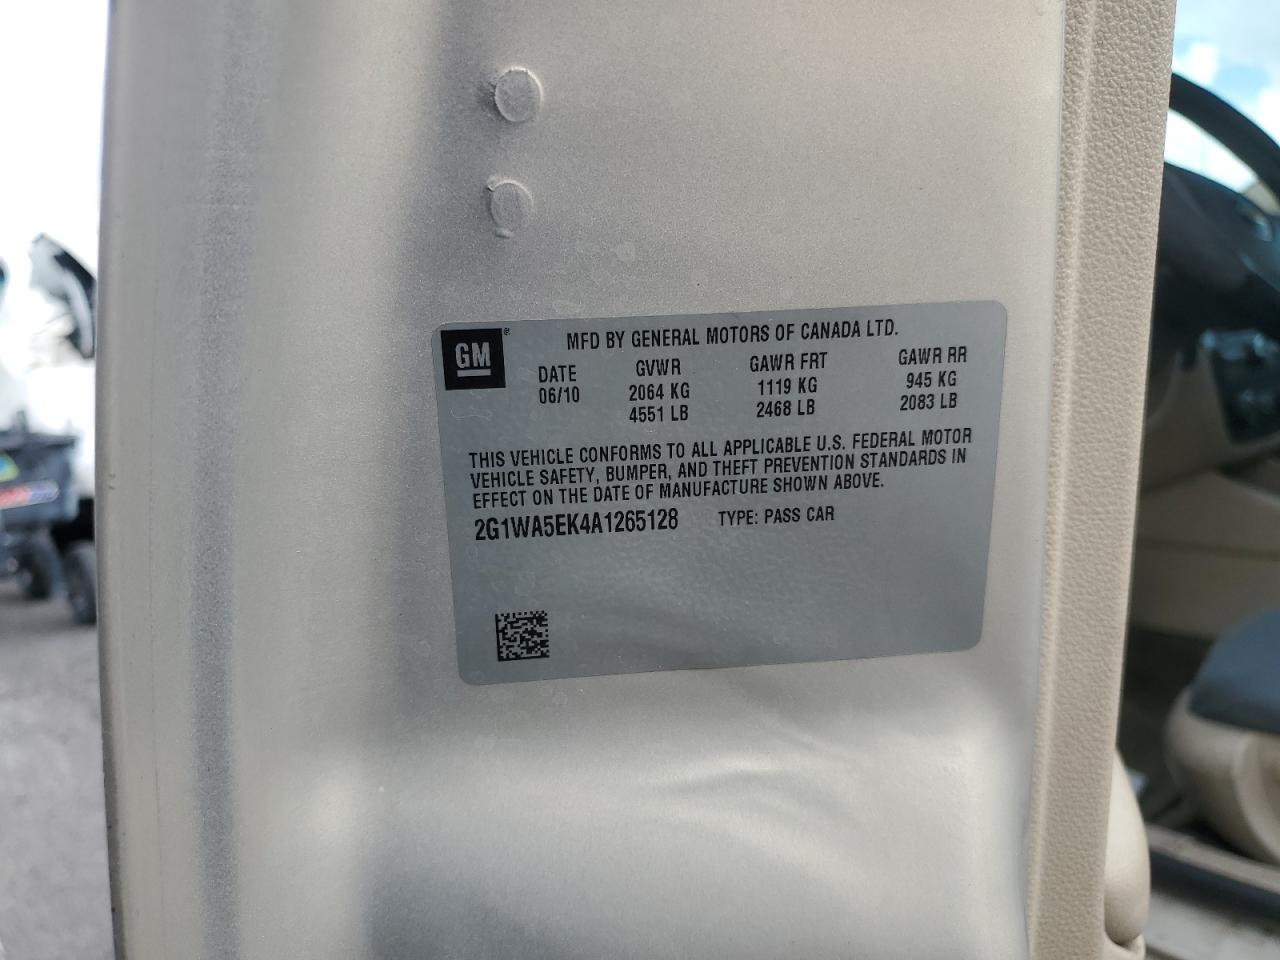 GM®
MFD BY GENERAL MOTORS OF CANADA LTD.
DATE GVWR GAWR FRT GAWR RR
06/10 2064 KG 1119 KG 945 KG
4551 LB 2468 LB 2083 LB
THIS VEHICLE CONFORMS TO ALL APPLICABLE U.S. FEDERAL MOTOR
VEHICLE SAFETY, BUMPER, AND THEFT PREVENTION STANDARDS IN
EFFECT ON THE DATE OF MANUFACTURE SHOWN ABOVE.
2G1WA5EK4A1265128 TYPE: PASS CAR